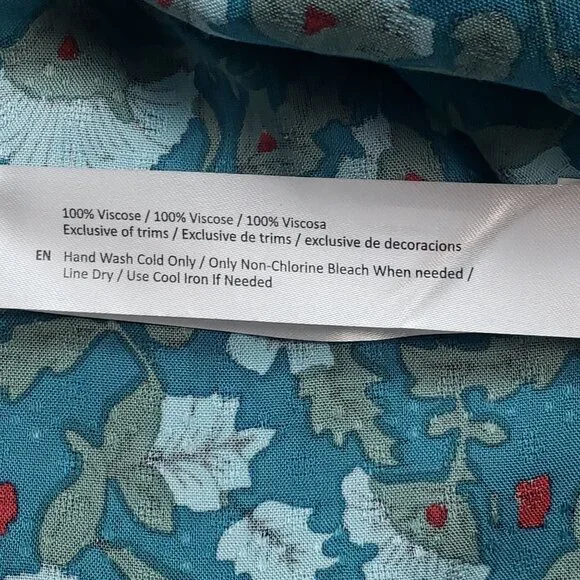 100% Viscose / 100% Viscose / 100% Viscosa
Exclusive of trims / Exclusive de trims / exclusive de decoracions
EN Hand Wash Cold Only / Only Non-Chlorine Bleach When needed /
Line Dry / Use Cool Iron If Needed